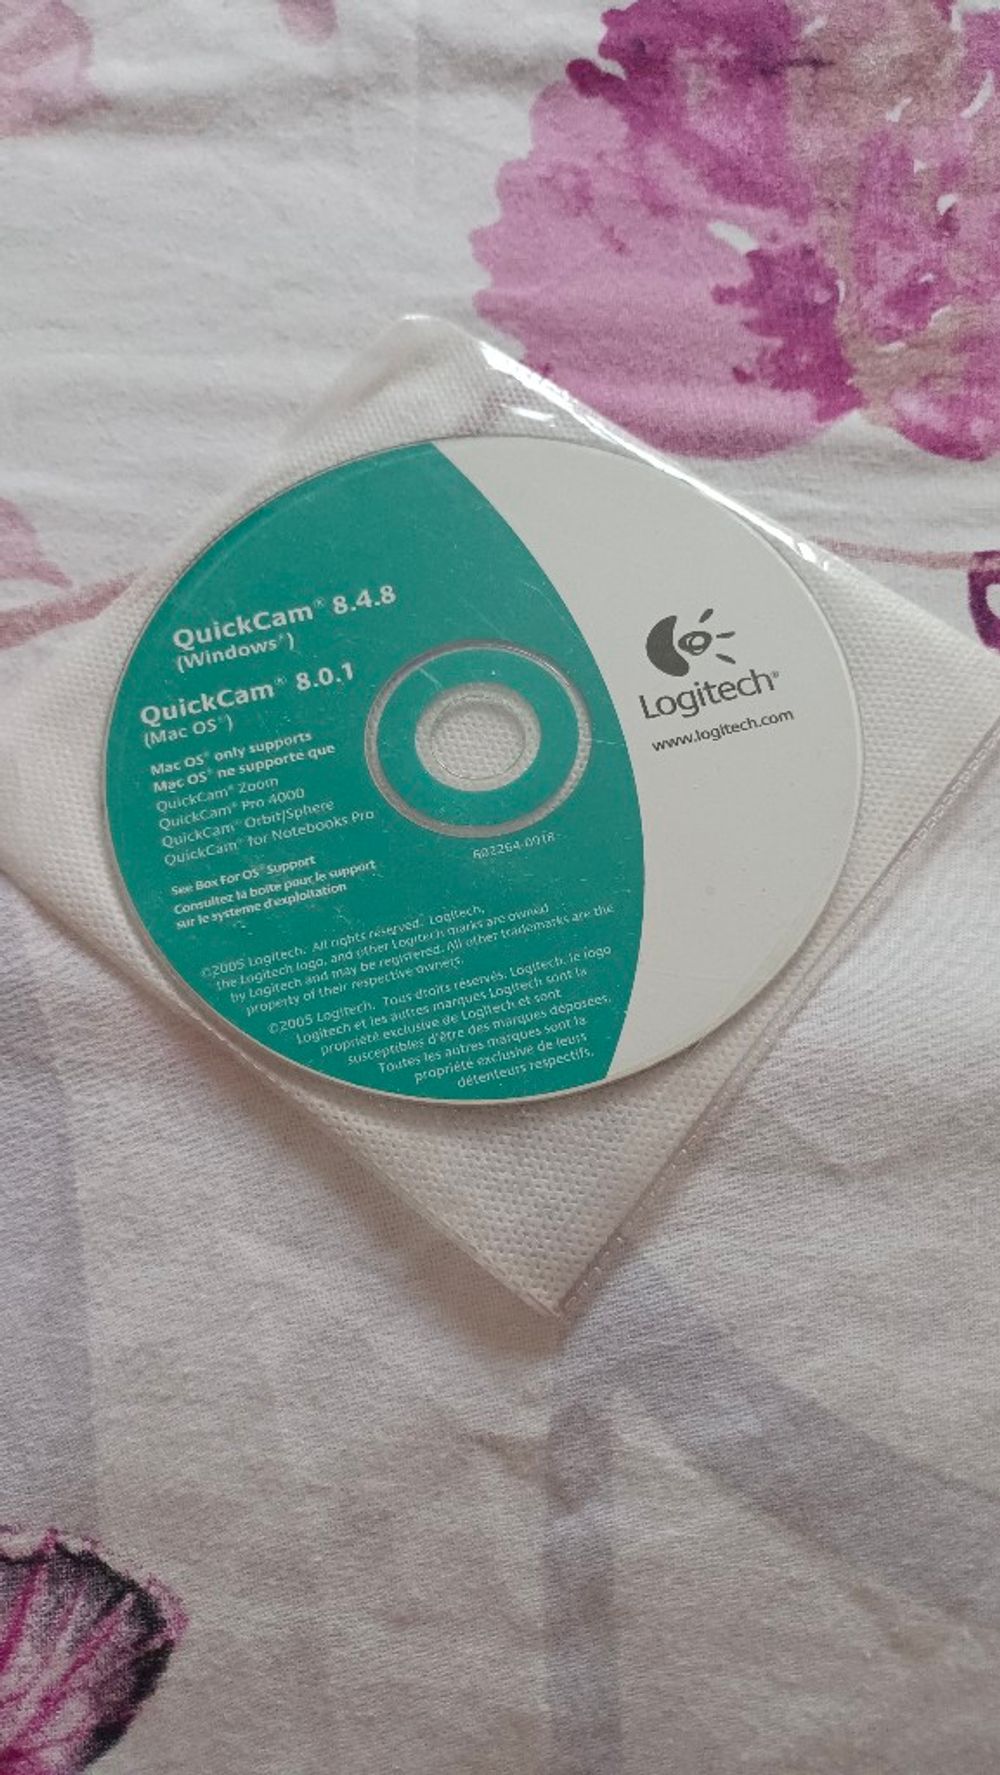 QuickCam® 8.4.8
(Windows®)
QuickCam® 8.0.1
(Mac OS®)
Mac OS® only supports
Mac OS® ne supporte que
QuickCam® Zoom
QuickCam® Pro 4000
QuickCam® Orbit/Sphere
QuickCam® for Notebooks Pro
See Box For OS® Support
Consultez la boite pour le support
sur le systeme d'exploitation
602264-0918
©2005 Logitech. All rights reserved. Logitech,
the Logitech logo, and other Logitech marks are owned
by Logitech and may be registered. All other trademarks are the
property of their respective owners.
©2005 Logitech. Tous droits réservés. Logitech, le logo
Logitech et les autres marques Logitech sont la
propriété exclusive de Logitech et sont
susceptibles d'être des marques déposées.
Toutes les autres marques sont la
propriété exclusive de leurs
détenteurs respectifs.
Logitech®
www.logitech.com